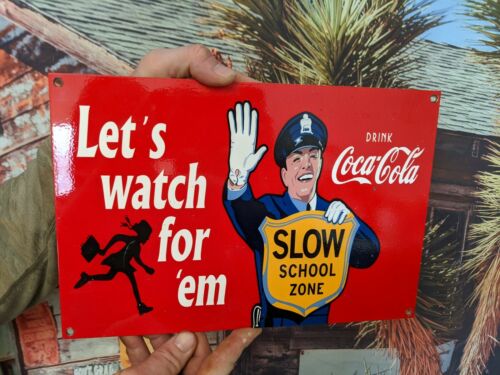 Let's
watch
for
'em
SLOW
SCHOOL
ZONE
DRINK
Coca-Cola